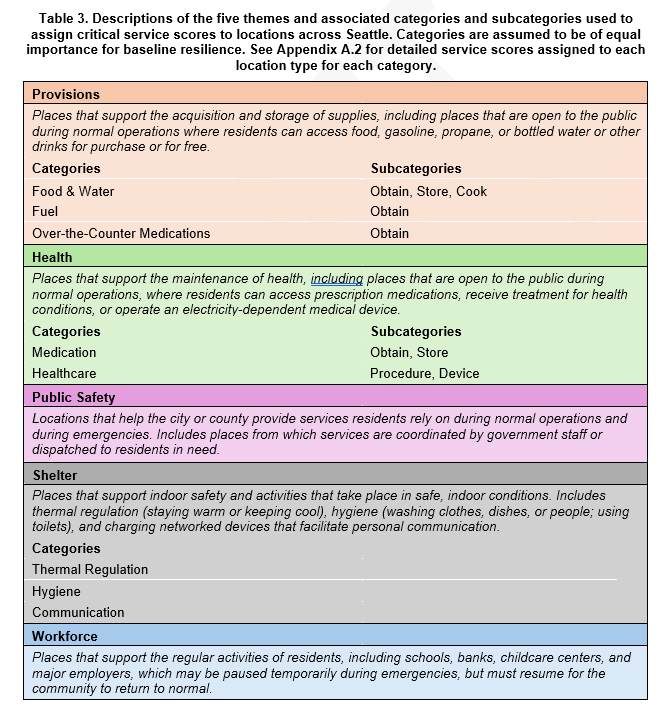 Table 3. Descriptions of the five themes and associated categories and subcategories used to
assign critical service scores to locations across Seattle. Categories are assumed to be of equal
importance for baseline resilience. See Appendix A.2 for detailed service scores assigned to each
location type for each category.
Provisions
Places that support the acquisition and storage of supplies, including places that are open to the public
during normal operations where residents can access food, gasoline, propane, or bottled water or other
drinks for purchase or for free.
Categories Subcategories
Food & Water Obtain, Store, Cook
Fuel Obtain
Over-the-Counter Medications Obtain
Health
Places that support the maintenance of health, including places that are open to the public during
normal operations, where residents can access prescription medications, receive treatment for health
conditions, or operate an electricity-dependent medical device.
Categories Subcategories
Medication Obtain, Store
Healthcare Procedure, Device
Public Safety
Locations that help the city or county provide services residents rely on during normal operations and
during emergencies. Includes places from which services are coordinated by government staff or
dispatched to residents in need.
Shelter
Places that support indoor safety and activities that take place in safe, indoor conditions. Includes
thermal regulation (staying warm or keeping cool), hygiene (washing clothes, dishes, or people; using
toilets), and charging networked devices that facilitate personal communication.
Categories
Thermal Regulation
Hygiene
Communication
Workforce
Places that support the regular activities of residents, including schools, banks, childcare centers, and
major employers, which may be paused temporarily during emergencies, but must resume for the
community to return to normal.